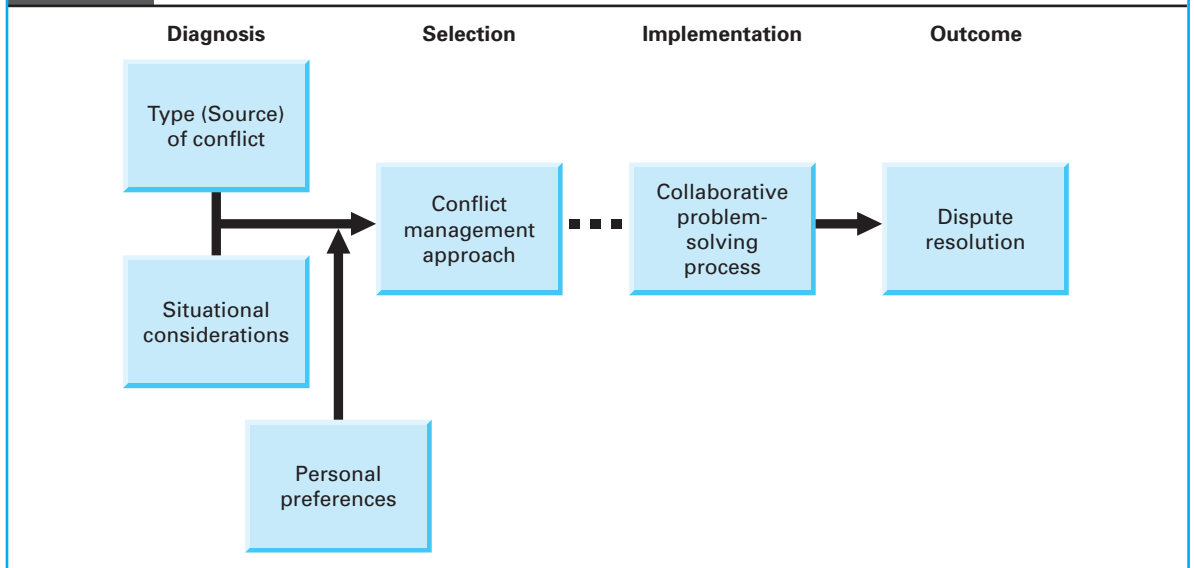 Diagnosis
Selection
Implementation
Outcome
Type (Source)
of conflict
Situational
considerations
Personal
preferences
Conflict
management
approach
Collaborative
problem-
solving
process
Dispute
resolution